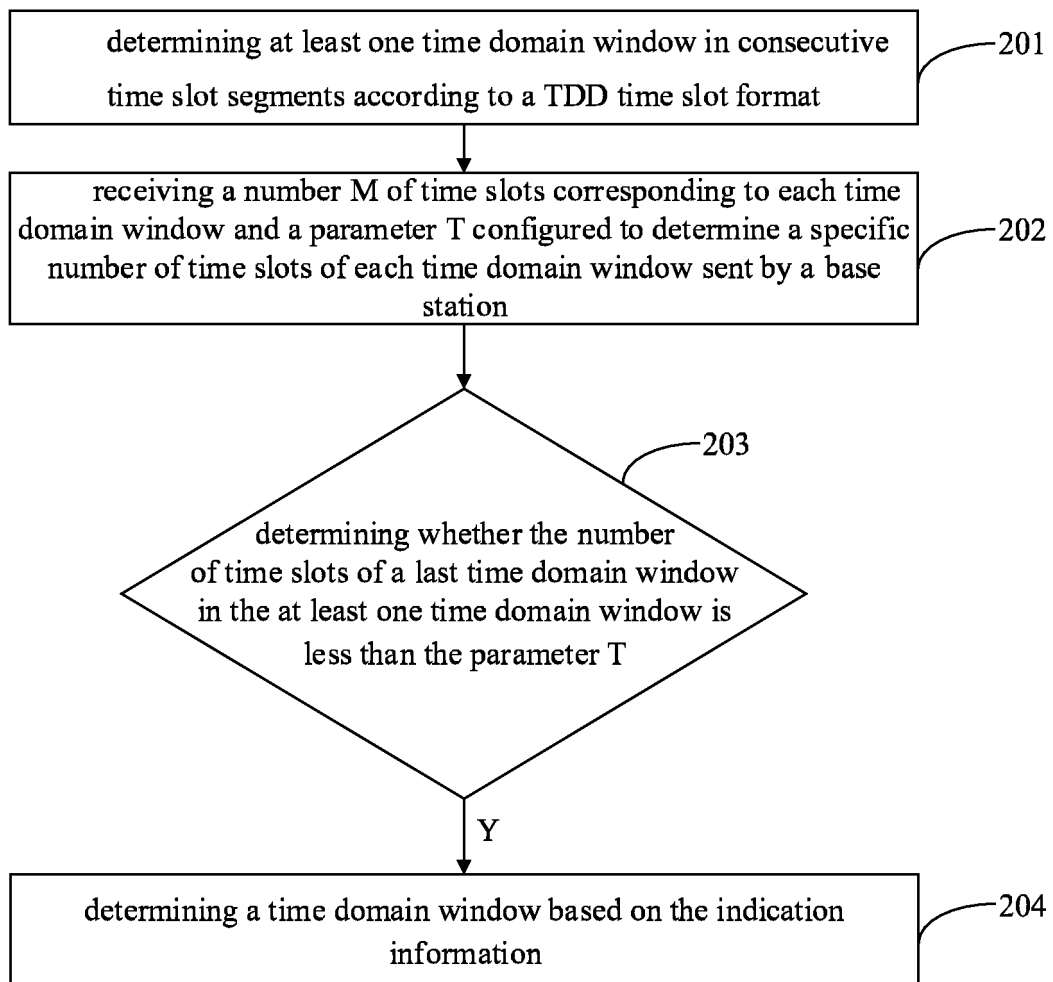 determining at least one time domain window in consecutive
time slot segments according to a TDD time slot format
201
receiving a number M of time slots corresponding to each time
domain window and a parameter T configured to determine a specific
number of time slots of each time domain window sent by a base
station
202
203
determining whether the number
of time slots of a last time domain window
in the at least one time domain window is
less than the parameter T
Y
determining a time domain window based on the indication
information
204